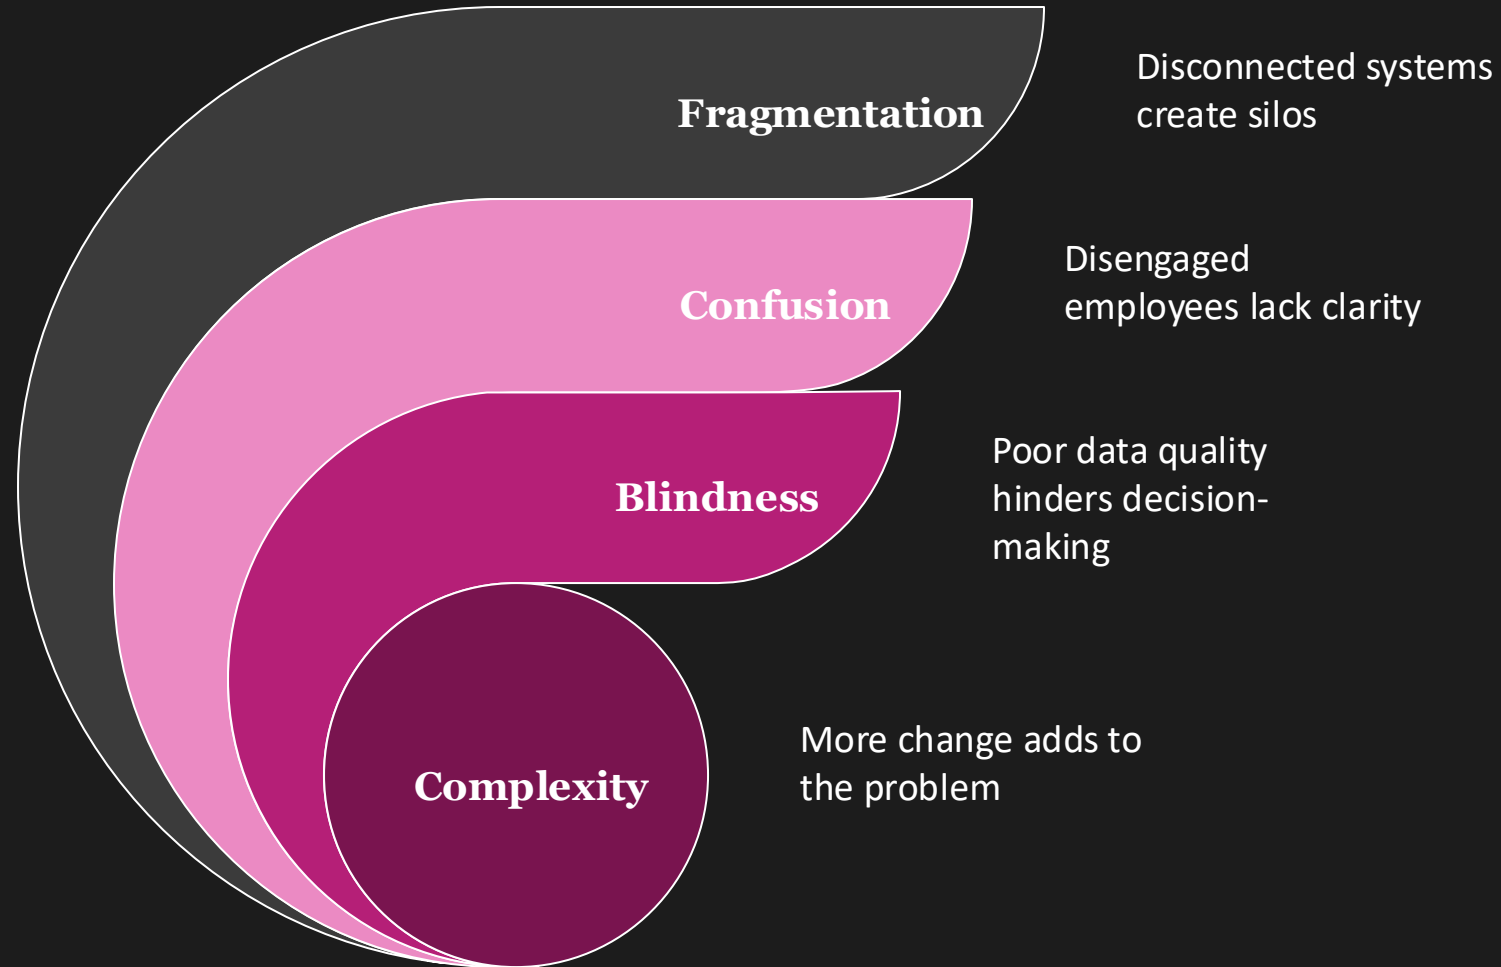 Fragmentation
Disconnected systems
create silos
Confusion
Disengaged
employees lack clarity
Blindness
Poor data quality
hinders decision-
making
Complexity
More change adds to
the problem